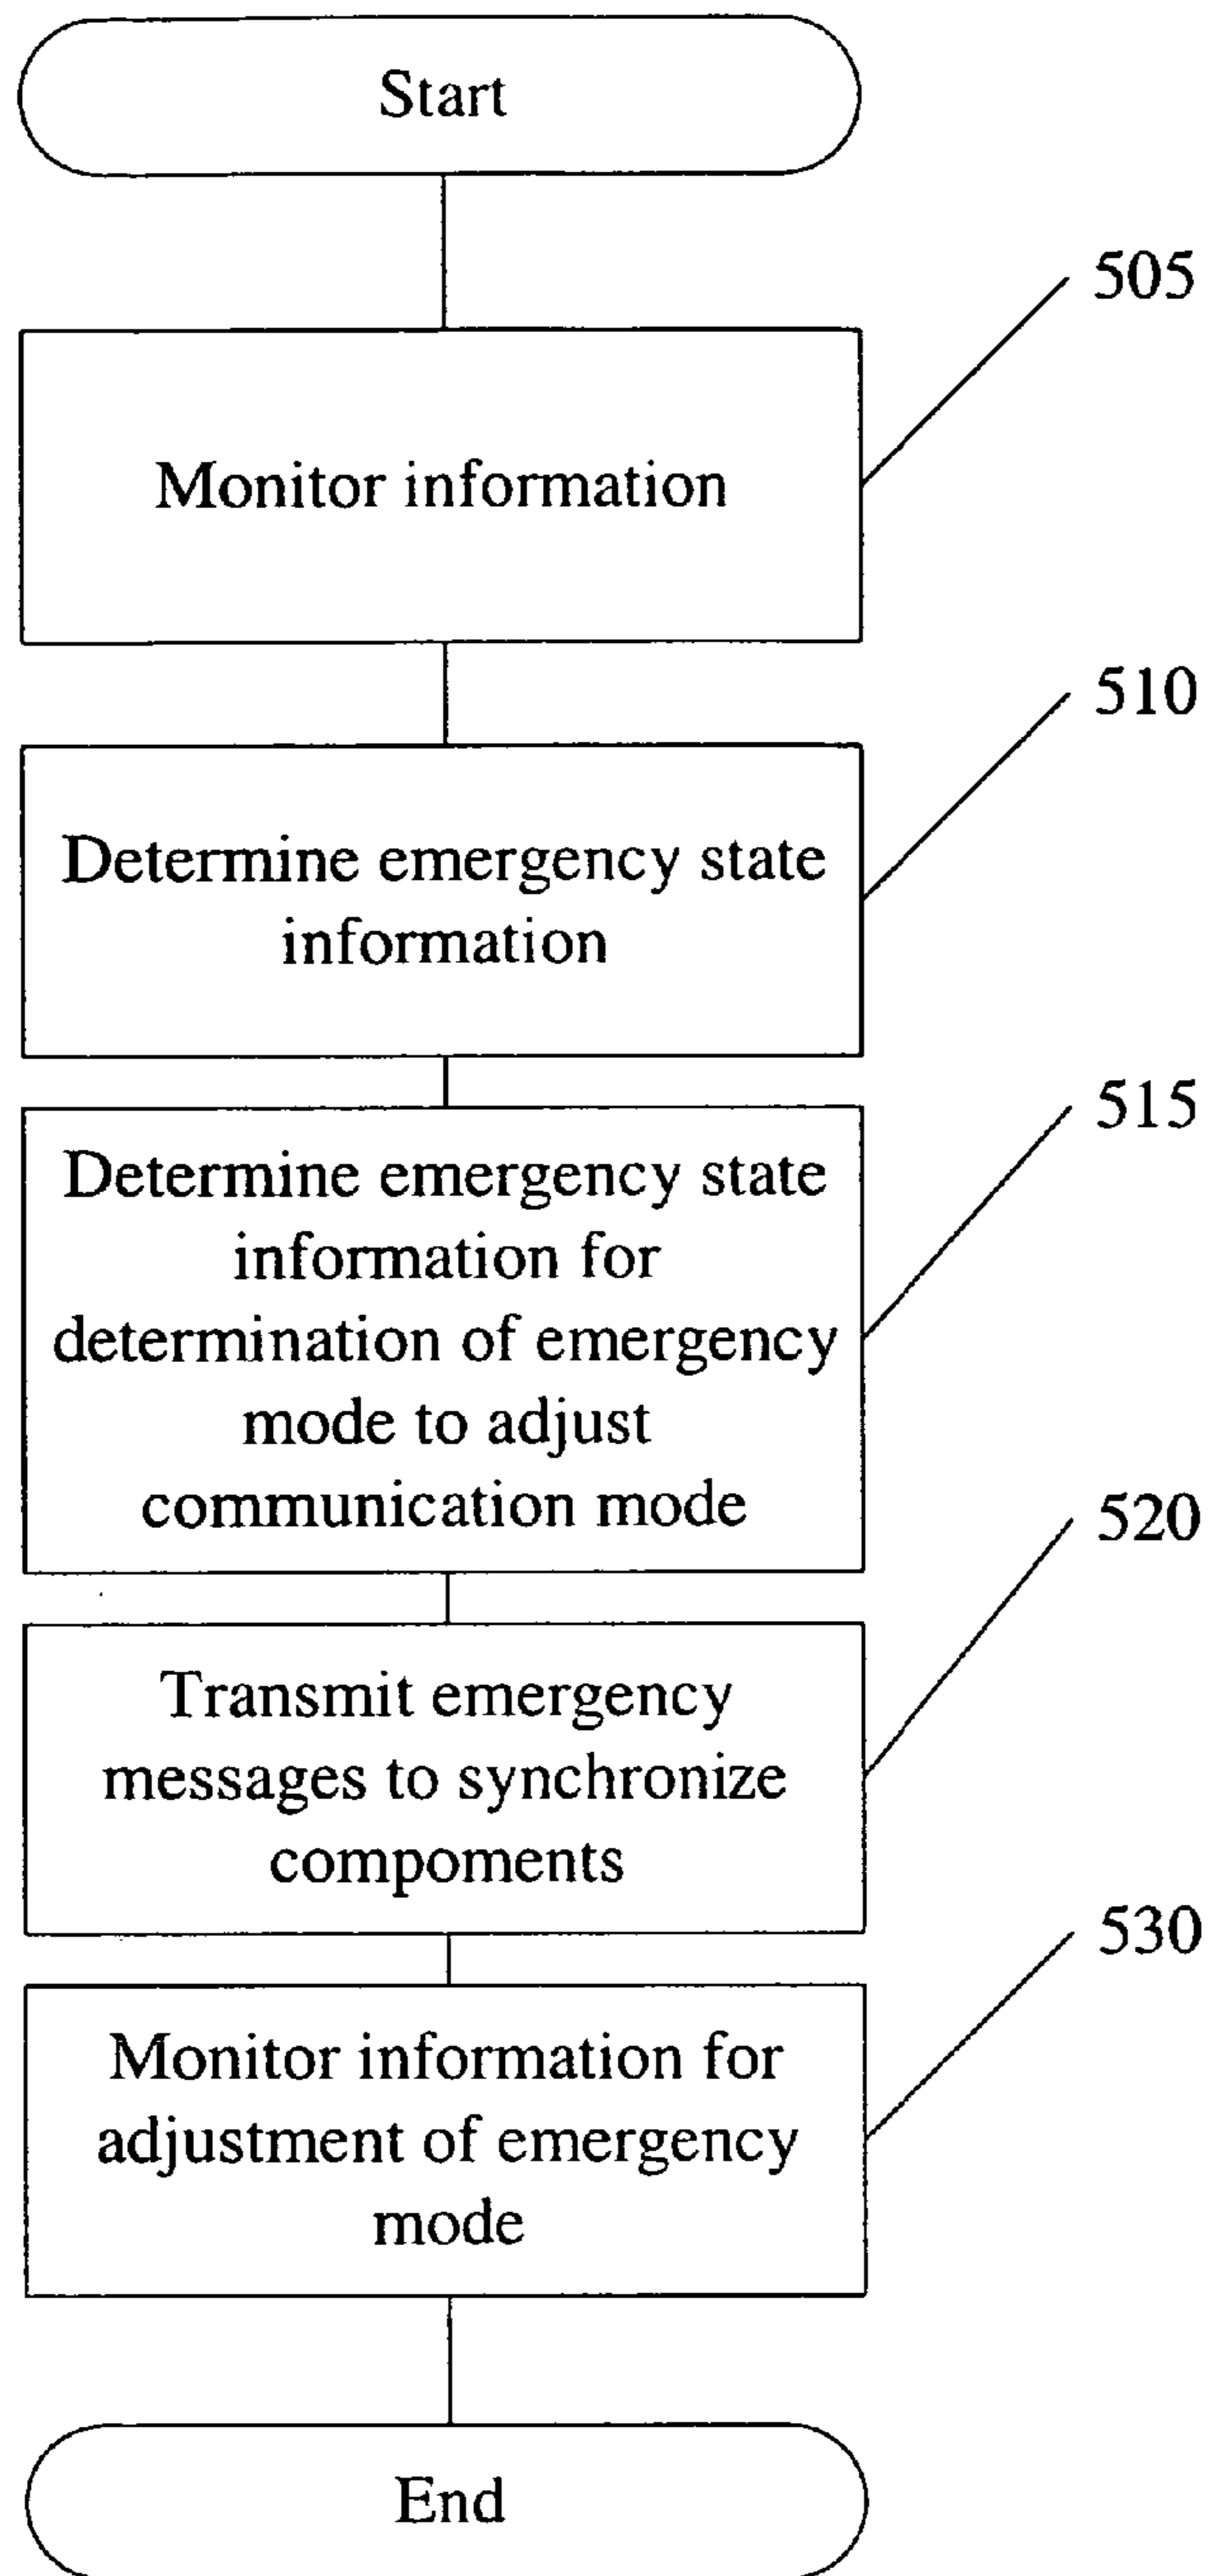 Start
505
Monitor information
510
Determine emergency state
information
515
Determine emergency state
information for
determination of emergency
mode to adjust
communication mode
520
Transmit emergency
messages to synchronize
compoments
530
Monitor information for
adjustment of emergency
mode
End